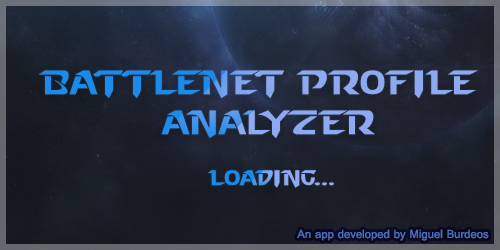 BATTLENET PROFILE
ANALYZER
LOADING...
An app developed by Miguel Burdeos